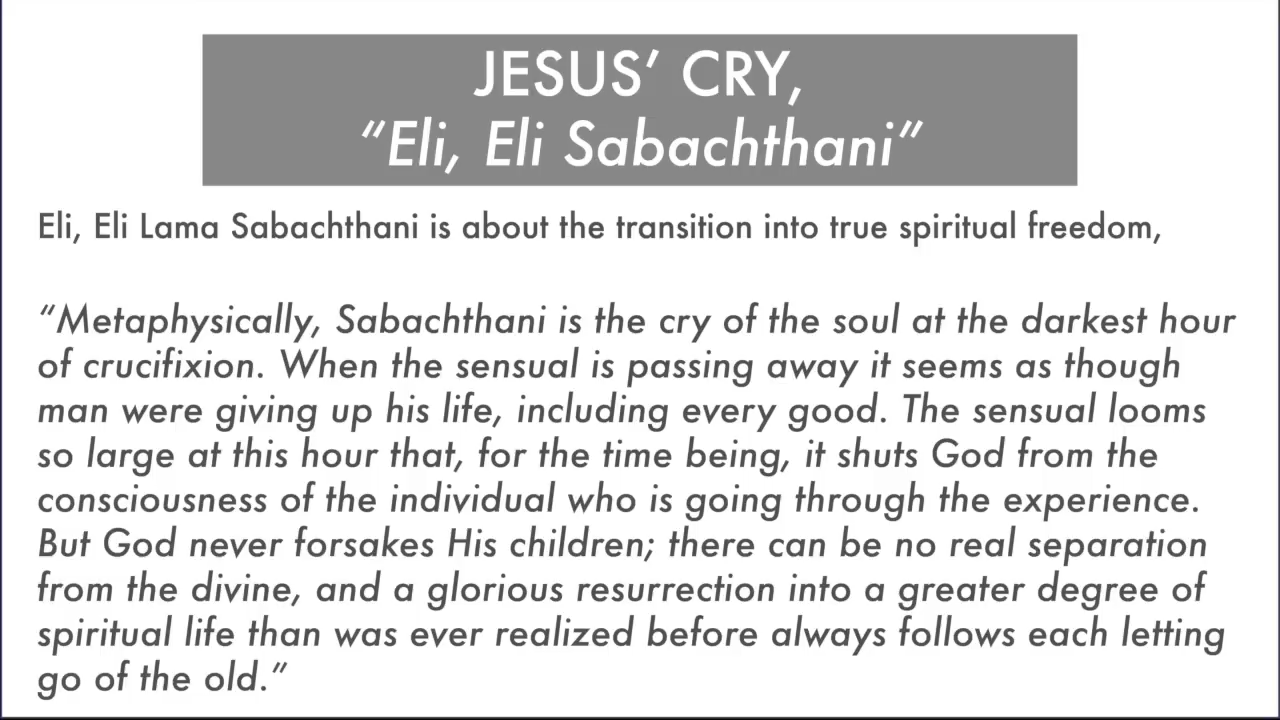 JESUS’ CRY,
“Eli, Eli Sabachthani”
Eli, Eli Lama Sabachthani is about the transition into true spiritual freedom,
“Metaphysically, Sabachthani is the cry of the soul at the darkest hour
of crucifixion. When the sensual is passing away it seems as though
man were giving up his life, including every good. The sensual looms
so large at this hour that, for the time being, it shuts God from the
consciousness of the individual who is going through the experience.
But God never forsakes His children; there can be no real separation
from the divine, and a glorious resurrection into a greater degree of
spiritual life than was ever realized before always follows each letting
go of the old.”